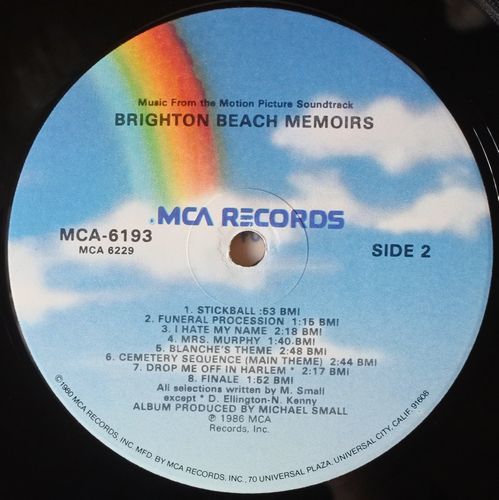 Music From the Motion Picture Soundtrack
BRIGHTON BEACH MEMOIRS
MCA RECORDS
MCA-6193
MCA 6229
SIDE 2
1. STICKBALL :53 BMI
2. FUNERAL PROCESSION 1:15 BMI
3. I HATE MY NAME 2:18 BMI
4. MRS. MURPHY 1:40 BMI
5. BLANCHE'S THEME 2:48 BMI
6. CEMETERY SEQUENCE (MAIN THEME) 2:44 BMI
7. DROP ME OFF IN HARLEM * 2:17 BMI
8. FINALE 1:52 BMI
All selections written by M. Small
except * D. Ellington-N. Kenny
ALBUM PRODUCED BY MICHAEL SMALL
℗ 1986 MCA
Records, Inc.
©1980 MCA RECORDS, INC. MFD BY MCA RECORDS, INC., 70 UNIVERSAL PLAZA, UNIVERSAL CITY, CALIF. 91608